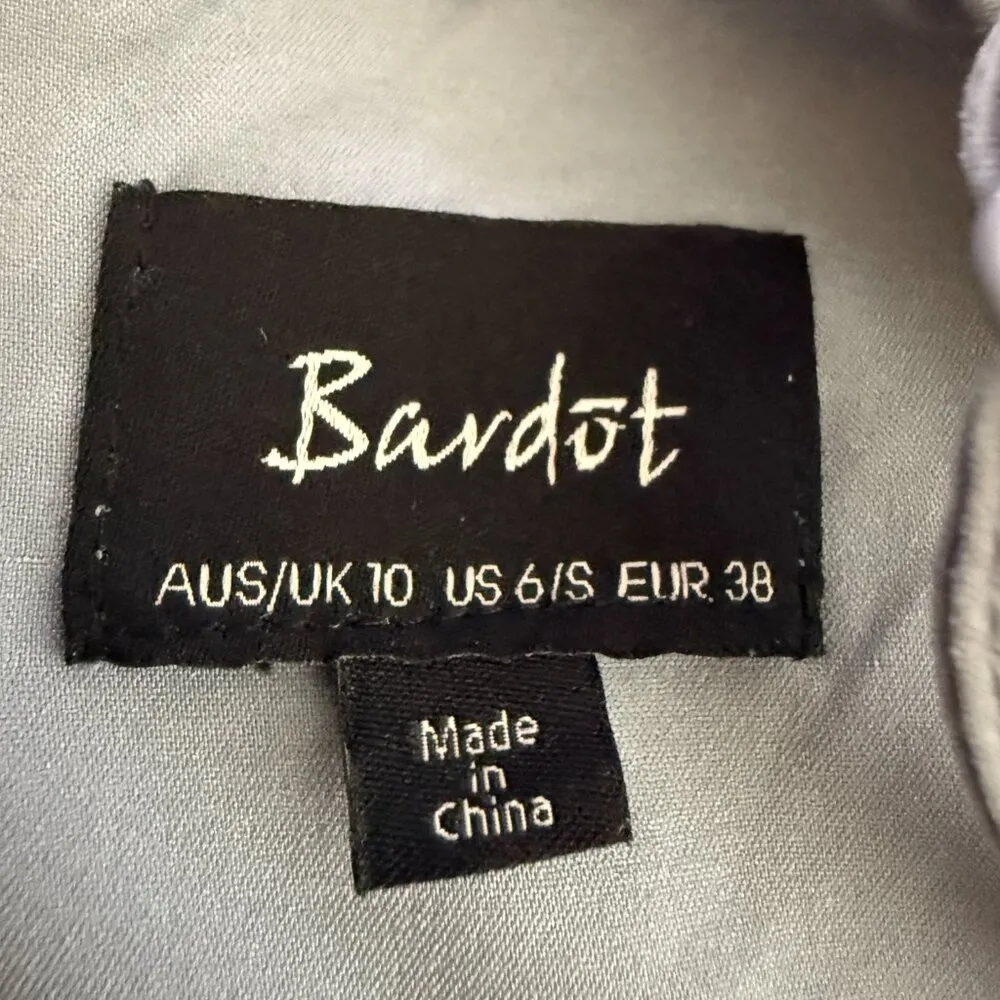 Bardōt
AUS/UK 10 US 6/S EUR 38
Made
in
China